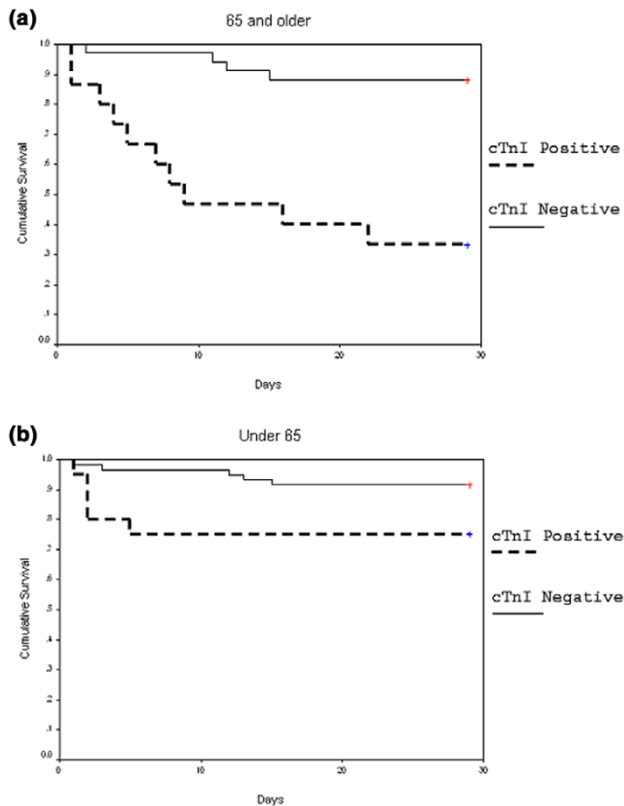 (a)
65 and older
1.0
.9
.8
.7
.6
.5
.4
.3
.2
.1
0.0
Cumulative Survival
0 10 20 30
Days
cTnI Positive
cTnI Negative
(b)
Under 65
1.0
.9
.8
.7
.6
.5
.4
.3
.2
.1
0.0
Cumulative Survival
0 10 20 30
Days
cTnI Positive
cTnI Negative